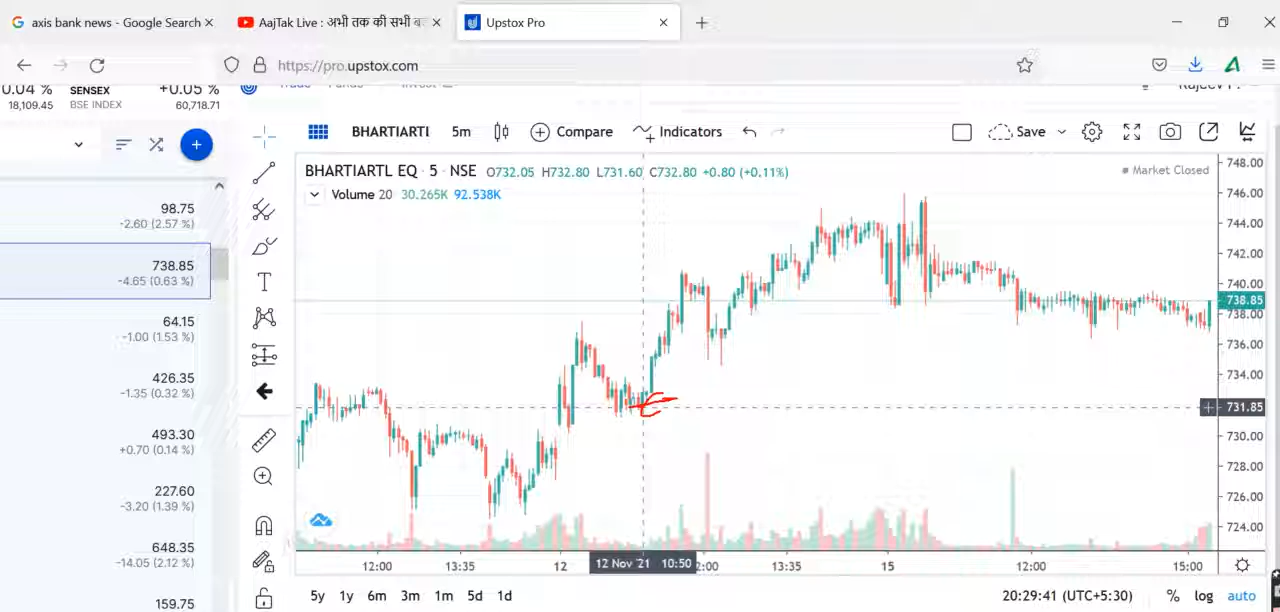 axis bank news - Google Search
AajTak Live : अभी तक की सभी
Upstox Pro
https://pro.upstox.com
0.04 % SENSEX +0.05 %
18,109.45 BSE INDEX 60,718.71
BHARTIARTl 5m Compare Indicators Save
BHARTIARTL EQ · 5 · NSE O732.05 H732.80 L731.60 C732.80 +0.80 (+0.11%)
Market Closed
Volume 20 30.265K 92.538K
98.75
-2.60 (2.57 %)
738.85
-4.65 (0.63 %)
64.15
-1.00 (1.53 %)
426.35
-1.35 (0.32 %)
493.30
+0.70 (0.14 %)
227.60
-3.20 (1.39 %)
648.35
-14.05 (2.12 %)
159.75
748.00
746.00
744.00
742.00
740.00
738.85
738.00
736.00
734.00
731.85
730.00
728.00
726.00
724.00
12:00 13:35 12 12 Nov '21 10:50 2:00 13:35 15 12:00 15:00
5y 1y 6m 3m 1m 5d 1d
20:29:41 (UTC+5:30) % log auto